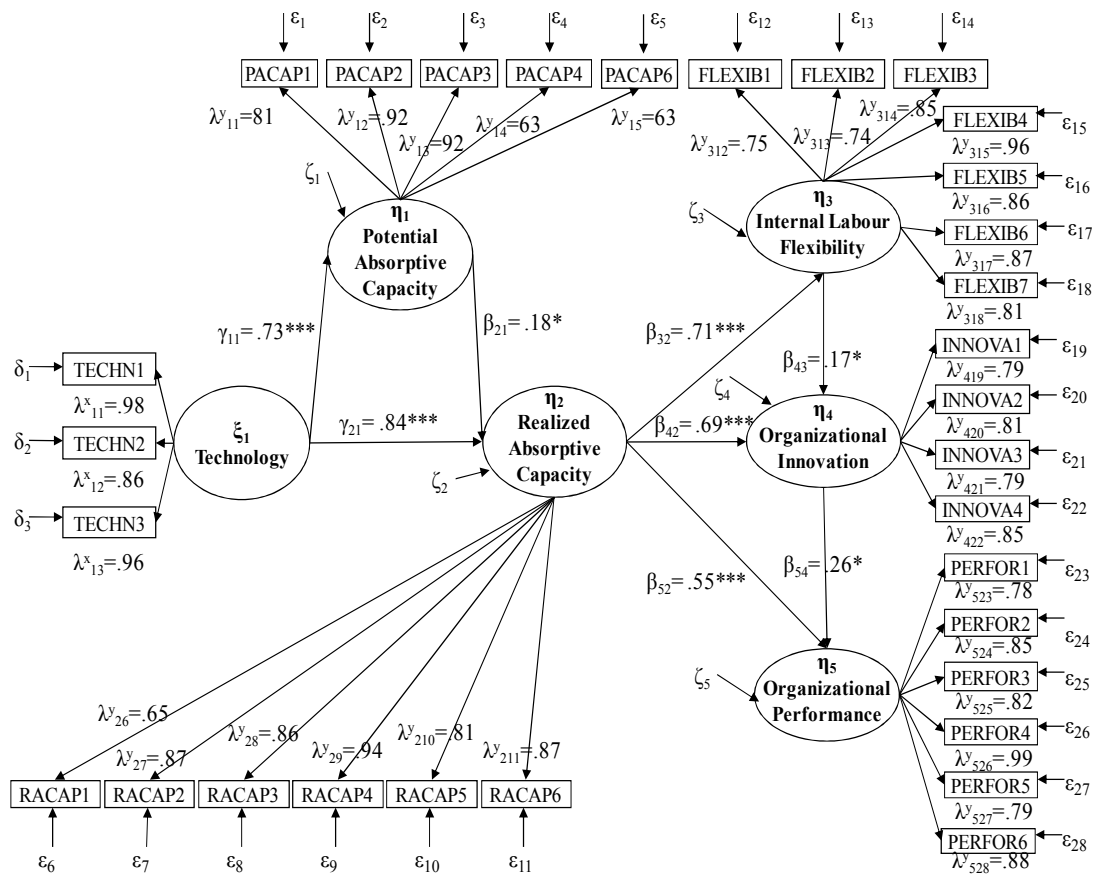 ε1 ε2 ε3 ε4 ε5 ε12 ε13 ε14
PACAP1 PACAP2 PACAP3 PACAP4 PACAP6 FLEXIB1 FLEXIB2 FLEXIB3
λy11=81 λy12=.92 λy13=92 λy14=63 λy15=63
λy312=.75 λy313=.74 λy314=.85
FLEXIB4 ε15
λy315=.96
FLEXIB5 ε16
λy316=.86
FLEXIB6 ε17
λy317=.87
FLEXIB7 ε18
λy318=.81
ζ1
η1
Potential
Absorptive
Capacity
ζ3
η3
Internal Labour
Flexibility
γ11=.73*** β21=.18* β32=.71*** β43=.17*
δ1 TECHN1
λx11=.98
δ2 TECHN2
λx12=.86
δ3 TECHN3
λx13=.96
ξ1
Technology
γ21=.84***
η2
Realized
Absorptive
Capacity
ζ2
β42=.69***
ζ4
η4
Organizational
Innovation
INNOVA1 ε19
λy419=.79
INNOVA2 ε20
λy420=.81
INNOVA3 ε21
λy421=.79
INNOVA4 ε22
λy422=.85
β52=.55*** β54=.26*
ζ5
η5
Organizational
Performance
PERFOR1 ε23
λy523=.78
PERFOR2 ε24
λy524=.85
PERFOR3 ε25
λy525=.82
PERFOR4 ε26
λy526=.99
PERFOR5 ε27
λy527=.79
PERFOR6 ε28
λy528=.88
λy26=.65 λy27=.87 λy28=.86 λy29=.94 λy210=.81 λy211=.87
RACAP1 RACAP2 RACAP3 RACAP4 RACAP5 RACAP6
ε6 ε7 ε8 ε9 ε10 ε11